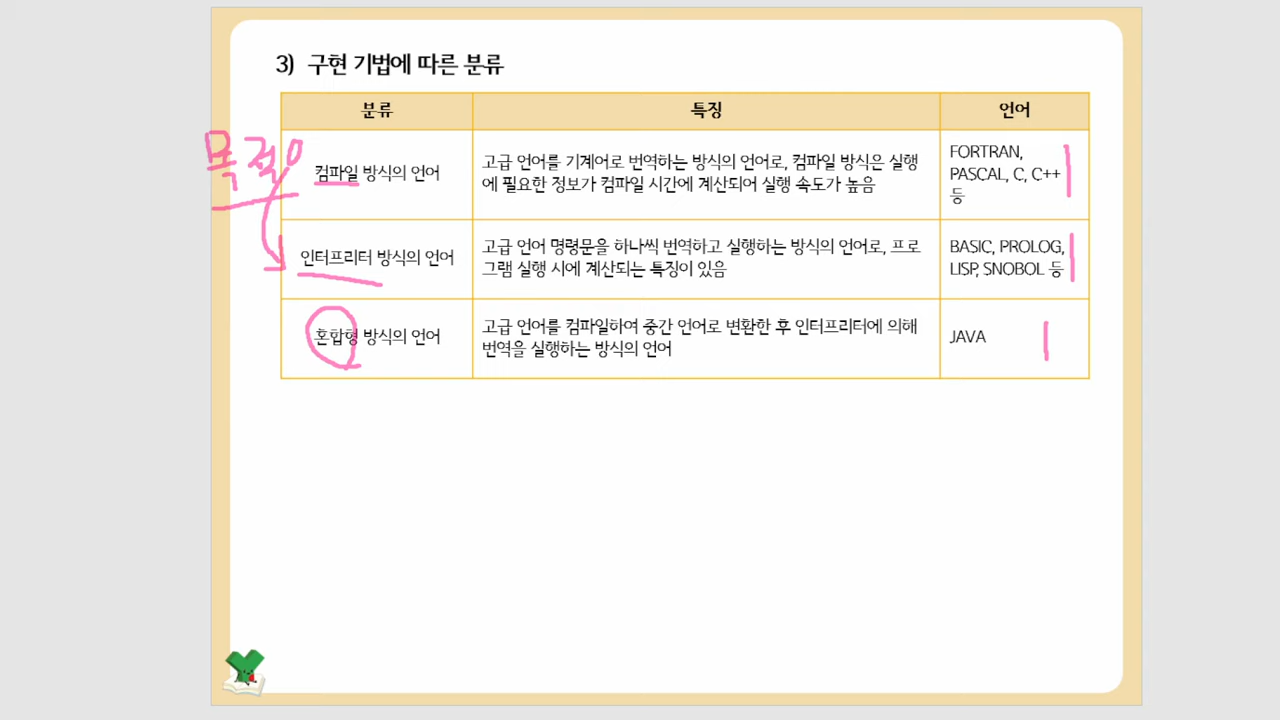 3) 구현 기법에 따른 분류
분류
특징
언어
목적
컴파일 방식의 언어
고급 언어를 기계어로 번역하는 방식의 언어로, 컴파일 방식은 실행
에 필요한 정보가 컴파일 시간에 계산되어 실행 속도가 높음
FORTRAN,
PASCAL, C, C++
등
인터프리터 방식의 언어
고급 언어 명령문을 하나씩 번역하고 실행하는 방식의 언어로, 프로
그램 실행 시에 계산되는 특징이 있음
BASIC, PROLOG,
LISP, SNOBOL 등
혼합형 방식의 언어
고급 언어를 컴파일하여 중간 언어로 변환한 후 인터프리터에 의해
번역을 실행하는 방식의 언어
JAVA